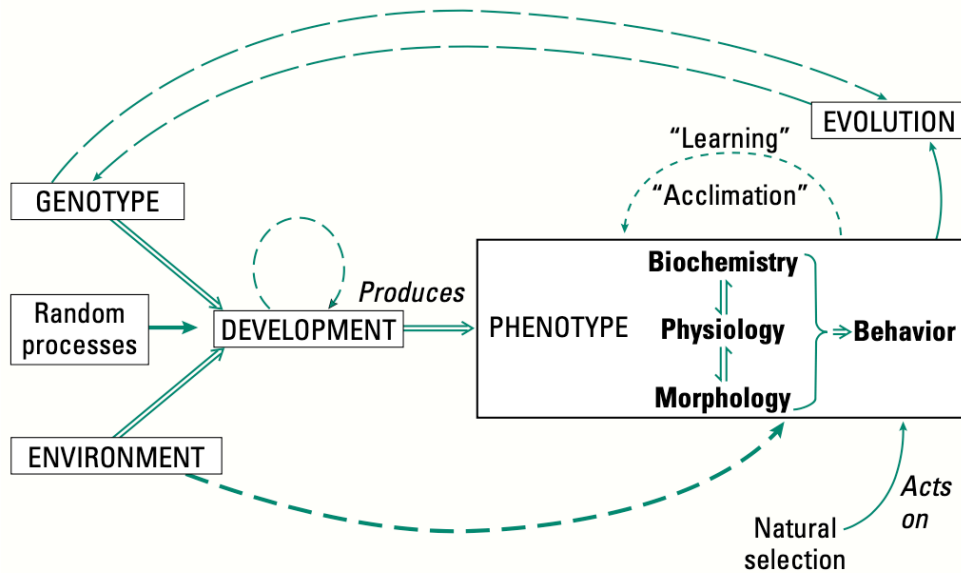 EVOLUTION
“Learning”
“Acclimation”
GENOTYPE
Biochemistry
Produces
Random
processes
DEVELOPMENT
PHENOTYPE
Physiology
Behavior
Morphology
ENVIRONMENT
Acts
on
Natural
selection